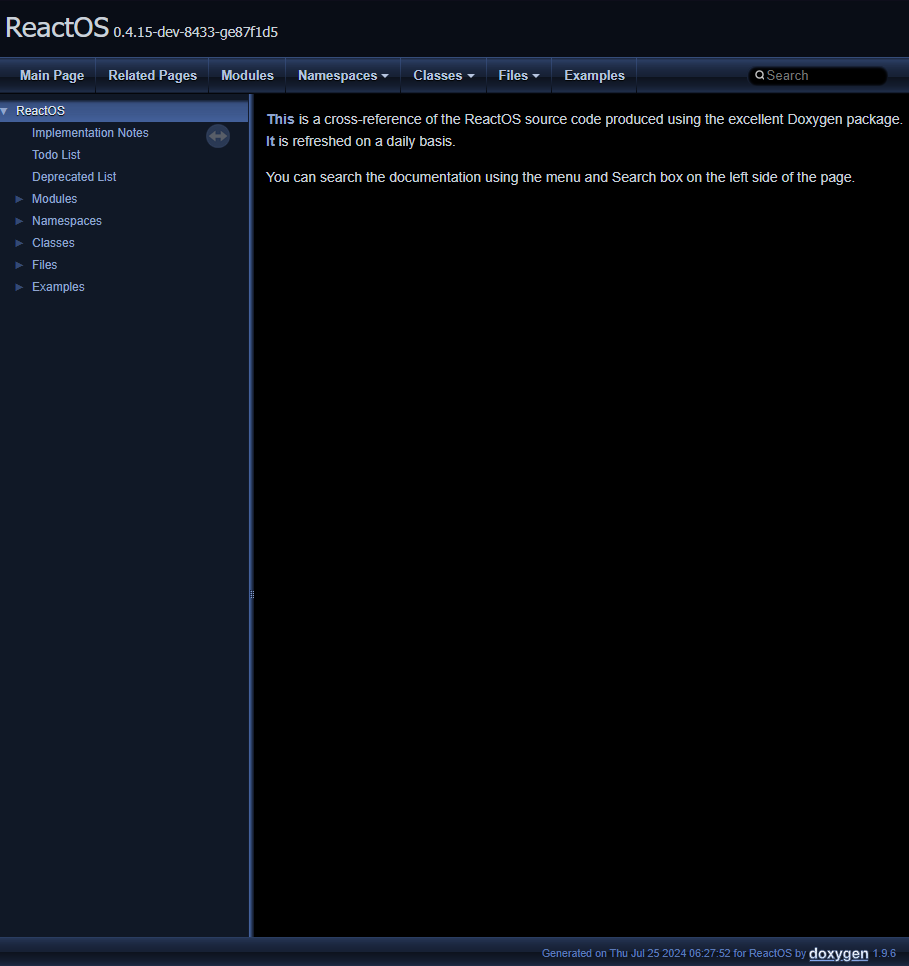 ReactOS 0.4.15-dev-8433-ge87f1d5
Main Page Related Pages Modules Namespaces Classes Files Examples Search
ReactOS
Implementation Notes
Todo List
Deprecated List
Modules
Namespaces
Classes
Files
Examples
This is a cross-reference of the ReactOS source code produced using the excellent Doxygen package.
It is refreshed on a daily basis.
You can search the documentation using the menu and Search box on the left side of the page.
Generated on Thu Jul 25 2024 06:27:52 for ReactOS by doxygen 1.9.6